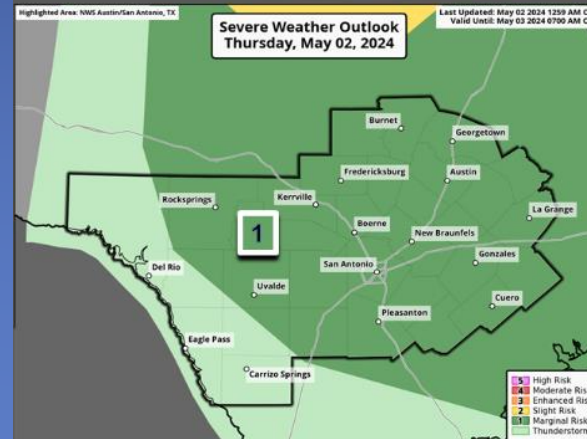 Highlighted Area: NWS Austin/San Antonio, TX
Severe Weather Outlook
Thursday, May 02, 2024
Last Updated: May 02 2024 1259 AM C
Valid Until: May 03 2024 0700 AM C
Burnet
Georgetown
Fredericksburg
Austin
Rocksprings
Kerrville
La Grange
1
Boerne
New Braunfels
San Antonio
Gonzales
Del Rio
Uvalde
Cuero
Pleasanton
Eagle Pass
Carrizo Springs
5 High Risk
4 Moderate Ris
3 Enhanced Ris
2 Slight Risk
1 Marginal Risk
Thunderstorm